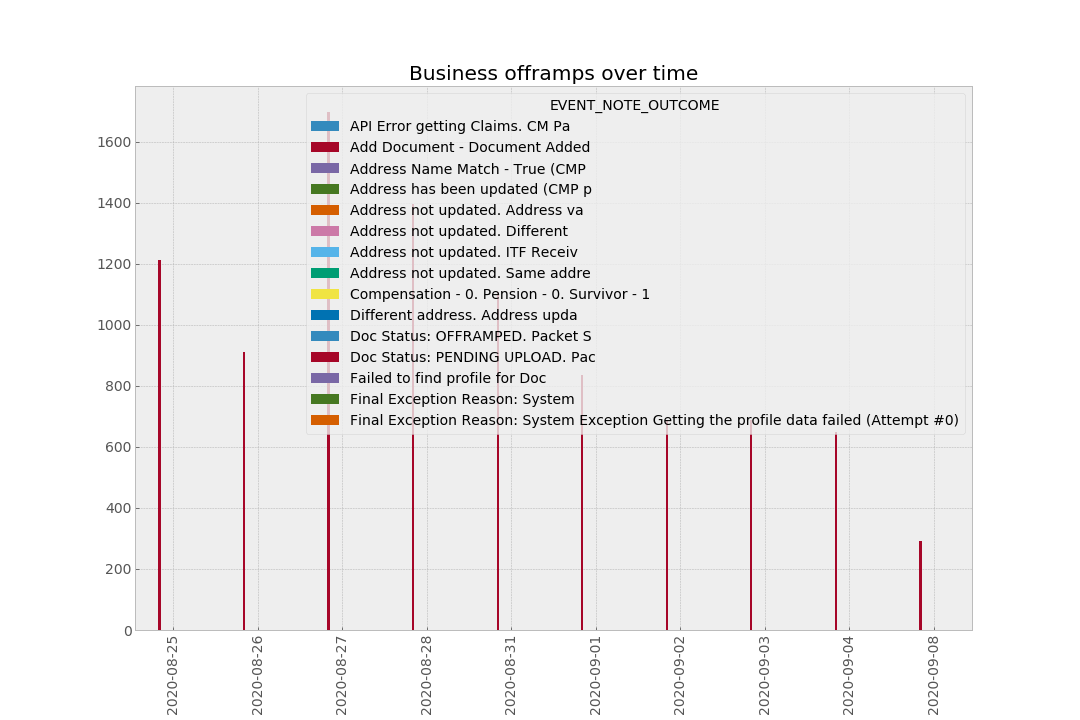 Business offramps over time
EVENT_NOTE_OUTCOME
API Error getting Claims. CM Pa
Add Document - Document Added
Address Name Match - True (CMP
Address has been updated (CMP p
Address not updated. Address va
Address not updated. Different
Address not updated. ITF Receiv
Address not updated. Same addre
Compensation - 0. Pension - 0. Survivor - 1
Different address. Address upda
Doc Status: OFFRAMPED. Packet S
Doc Status: PENDING UPLOAD. Pac
Failed to find profile for Doc
Final Exception Reason: System
Final Exception Reason: System Exception Getting the profile data failed (Attempt #0)
1600
1400
1200
1000
800
600
400
200
0
2020-08-25
2020-08-26
2020-08-27
2020-08-28
2020-08-31
2020-09-01
2020-09-02
2020-09-03
2020-09-04
2020-09-08